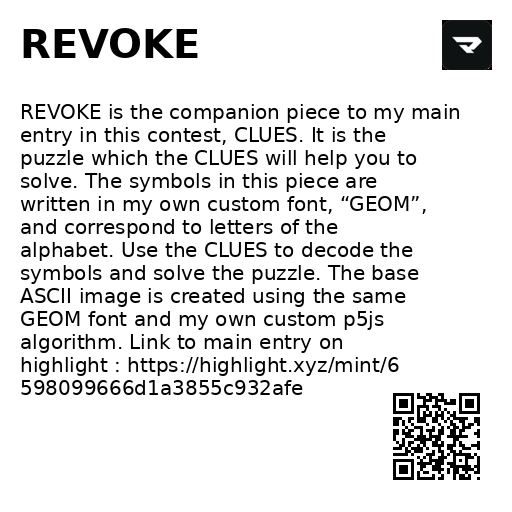 REVOKE
REVOKE is the companion piece to my main
entry in this contest, CLUES. It is the
puzzle which the CLUES will help you to
solve. The symbols in this piece are
written in my own custom font, “GEOM”,
and correspond to letters of the
alphabet. Use the CLUES to decode the
symbols and solve the puzzle. The base
ASCII image is created using the same
GEOM font and my own custom p5js
algorithm. Link to main entry on
highlight : https://highlight.xyz/mint/6
598099666d1a3855c932afe